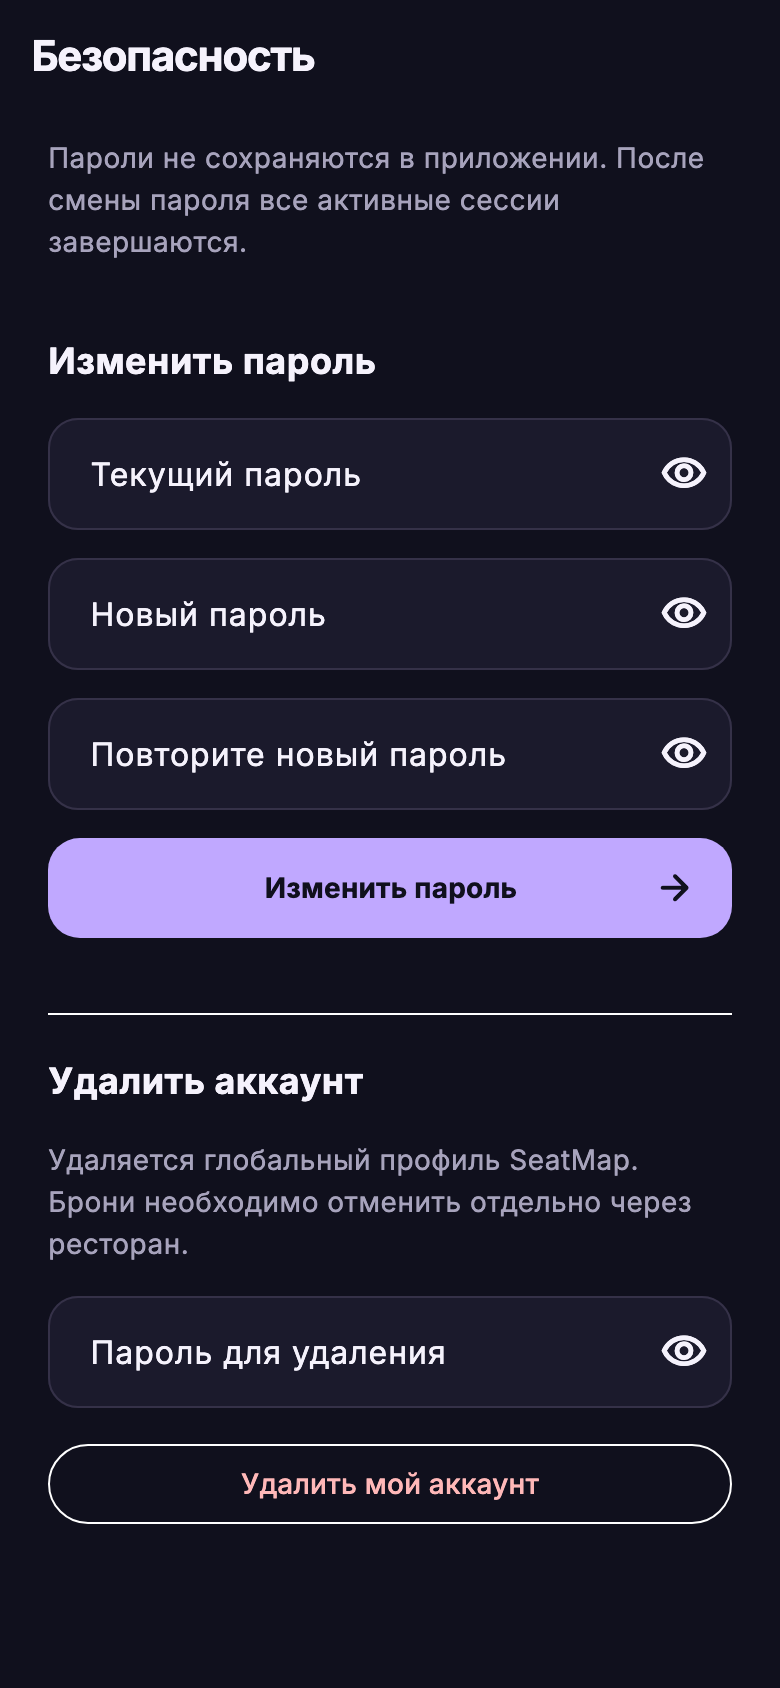 Безопасность
Пароли не сохраняются в приложении. После
смены пароля все активные сессии
завершаются.
Изменить пароль
Текущий пароль
Новый пароль
Повторите новый пароль
Изменить пароль
Удалить аккаунт
Удаляется глобальный профиль SeatMap.
Брони необходимо отменить отдельно через
ресторан.
Пароль для удаления
Удалить мой аккаунт